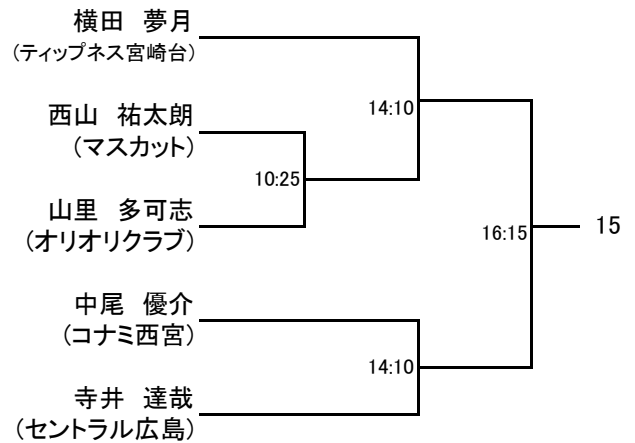 横田　夢月
(ティップネス宮崎台)
14:10
西山　祐太朗
(マスカット)
10:25
山里　多可志
(オリオリクラブ)
16:15
15
中尾　優介
(コナミ西宮)
14:10
寺井　達哉
(セントラル広島)